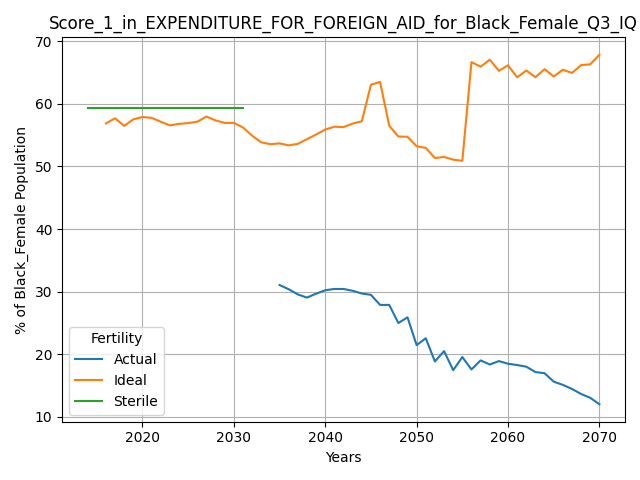 Score_1_in_EXPENDITURE_FOR_FOREIGN_AID_for_Black_Female_Q3_IQ
70
60
50
40
30
20
10
% of Black_Female Population
Fertility
Actual
Ideal
Sterile
2020 2030 2040 2050 2060 2070
Years